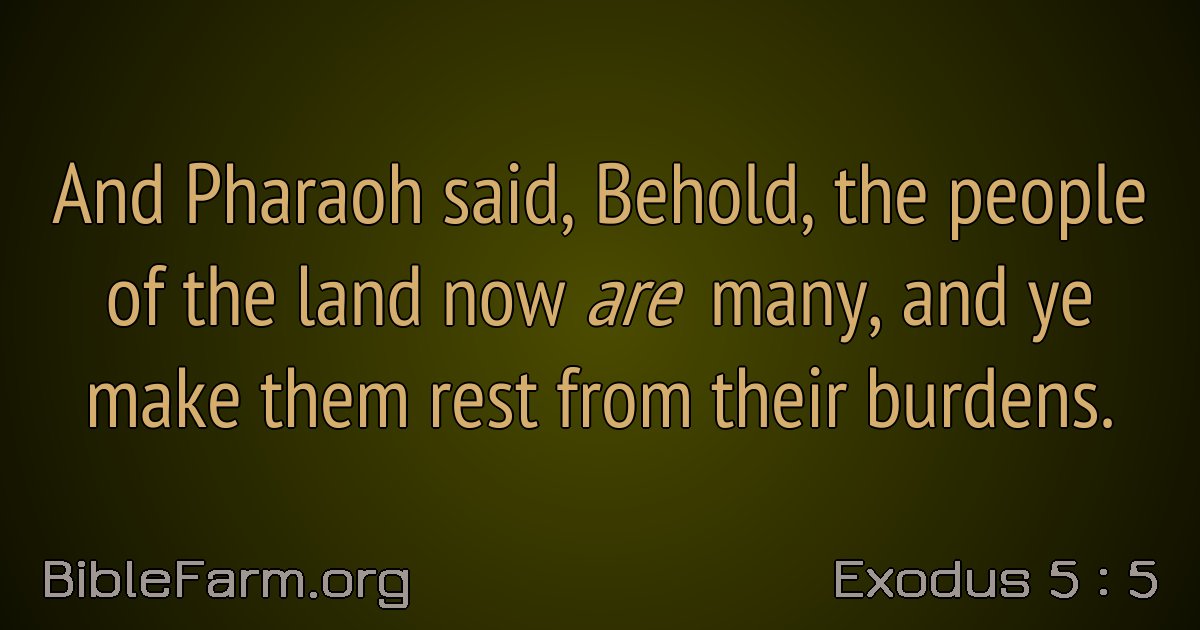 And Pharaoh said, Behold, the people
of the land now are many, and ye
make them rest from their burdens.
BibleFarm.org
Exodus 5 : 5